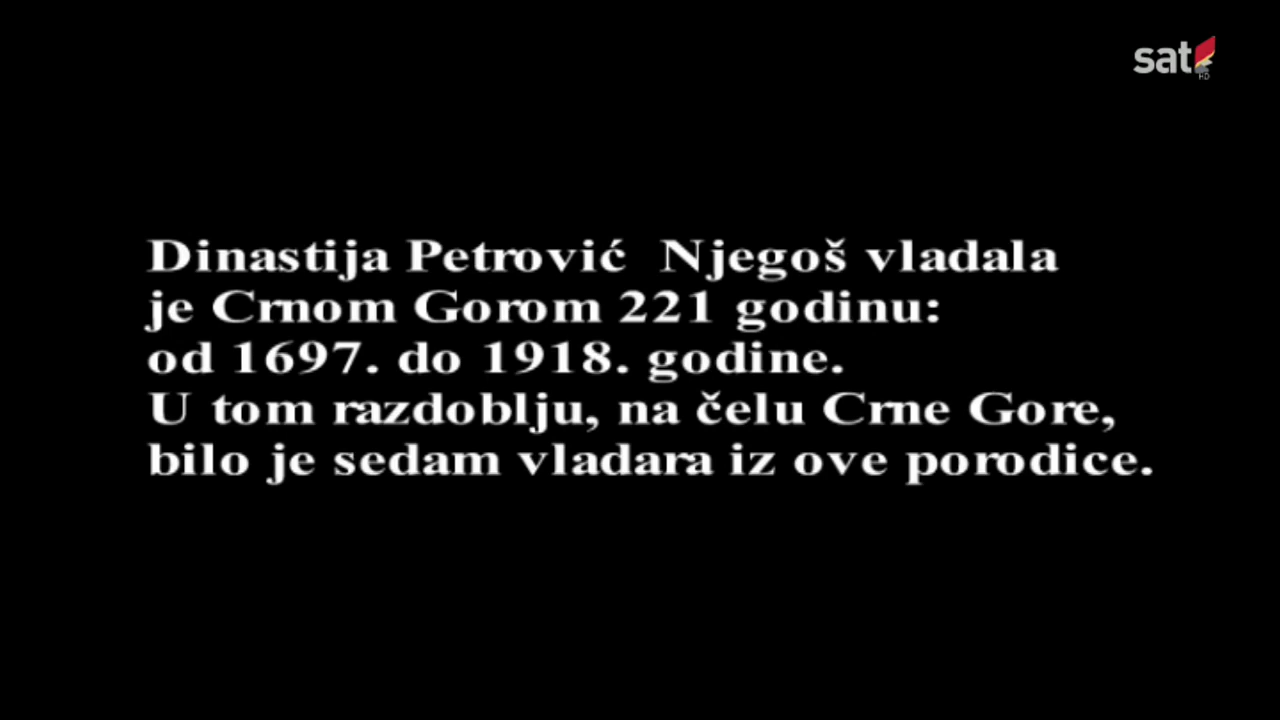 sat
HD
Dinastija Petrović Njegoš vladala
je Crnom Gorom 221 godinu:
od 1697. do 1918. godine.
U tom razdoblju, na čelu Crne Gore,
bilo je sedam vladara iz ove porodice.